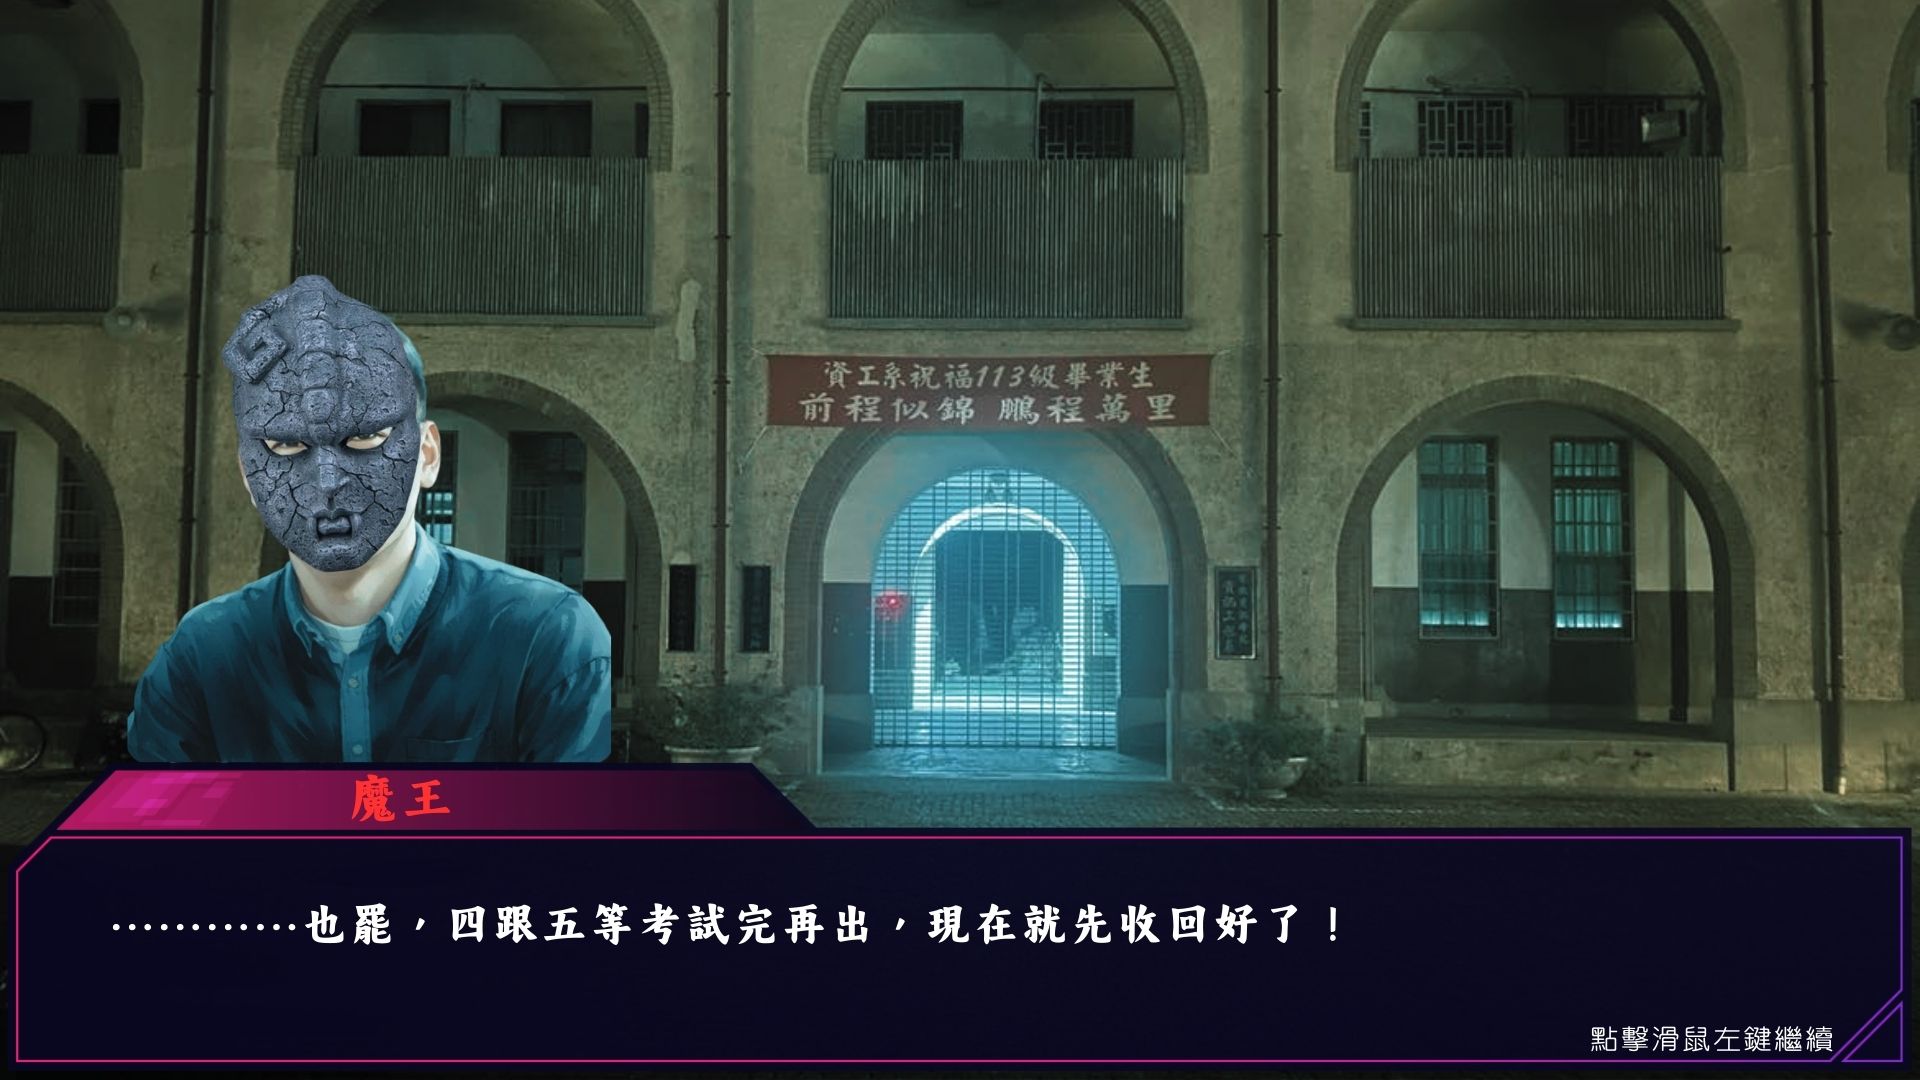 資工系祝福113級畢業生
前程似錦 鵬程萬里
魔王
…………也罷，四跟五等考試完再出，現在就先收回好了！
點擊滑鼠左鍵繼續